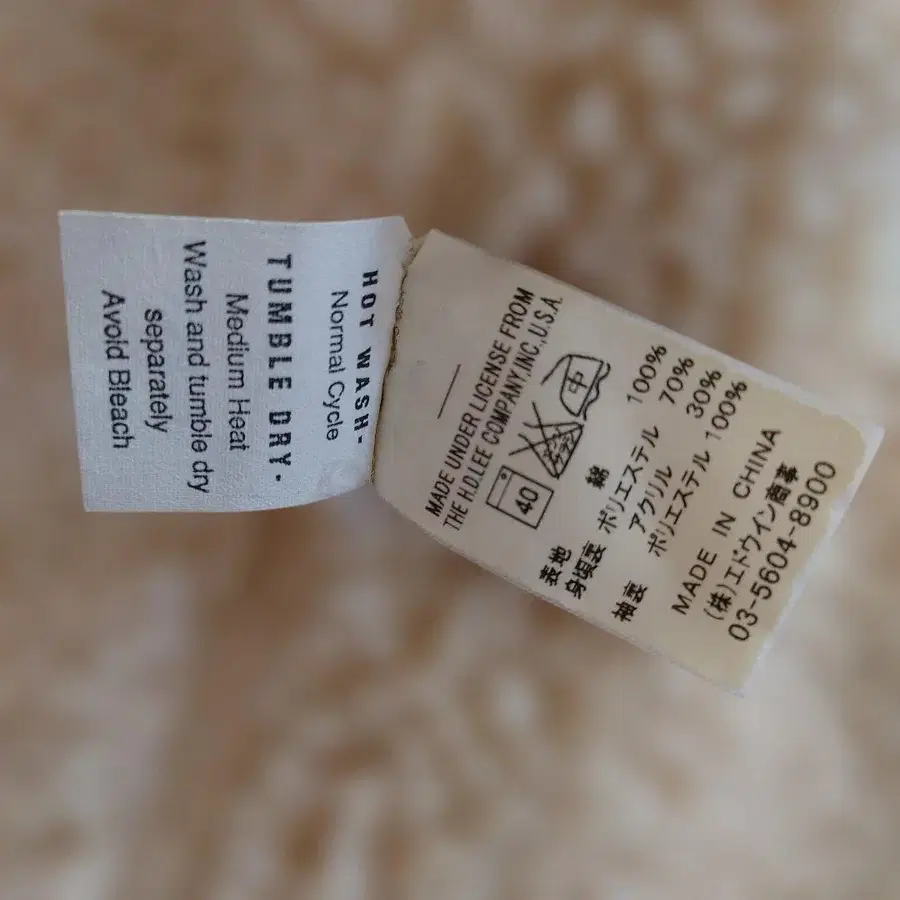 HOT WASH-
Normal Cycle
TUMBLE DRY-
Medium Heat
Wash and tumble dry
separately
Avoid Bleach
MADE UNDER LICENSE FROM
THE H.D.LEE COMPANY,INC.,U.S.A.
40
中
表地 綿 100%
身頃裏 ポリエステル 70%
アクリル 30%
袖裏 ポリエステル 100%
MADE IN CHINA
(株)エドウイン商事
03-5604-8900